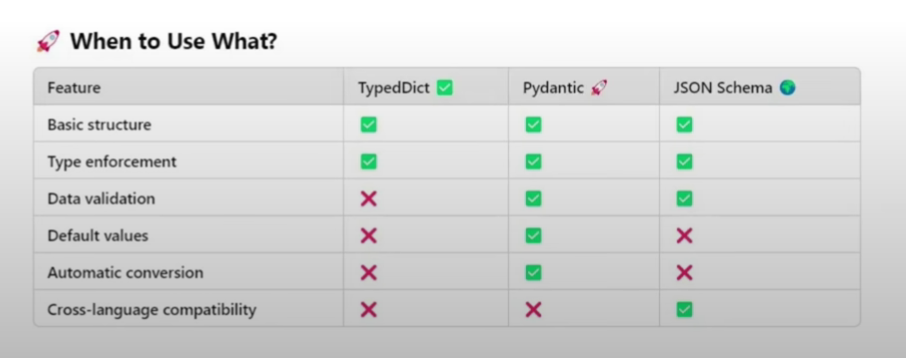 🚀 When to Use What?
Feature TypedDict ✅ Pydantic 🚀 JSON Schema 🌍
Basic structure ✅ ✅ ✅
Type enforcement ✅ ✅ ✅
Data validation ❌ ✅ ✅
Default values ❌ ✅ ❌
Automatic conversion ❌ ✅ ❌
Cross-language compatibility ❌ ❌ ✅